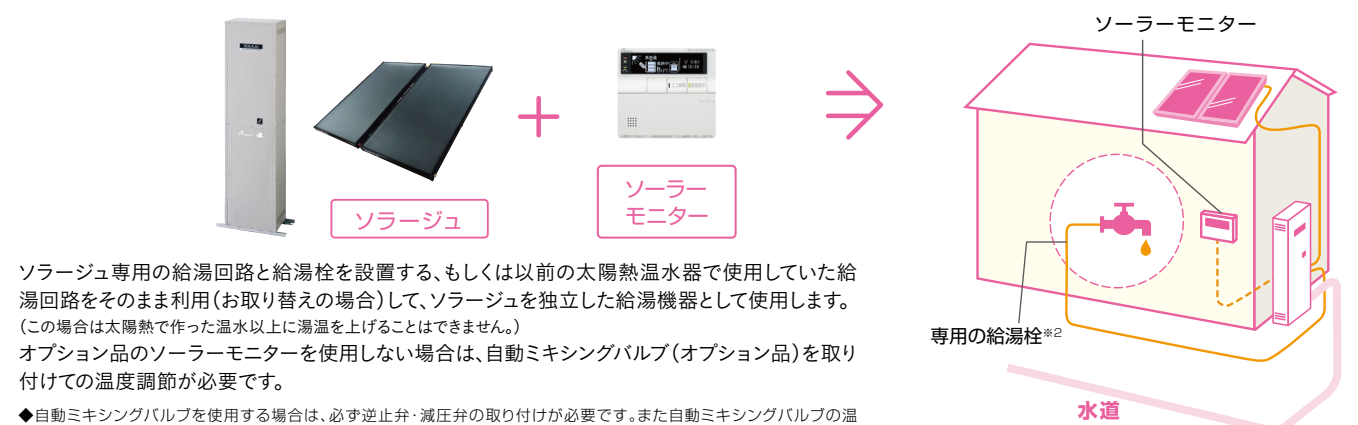 ソーラーモニター
ソラージュ
ソーラー
モニター
ソラージュ専用の給湯回路と給湯栓を設置する、もしくは以前の太陽熱温水器で使用していた給
湯回路をそのまま利用(お取り替えの場合)して、ソラージュを独立した給湯機器として使用します。
(この場合は太陽熱で作った温水以上に湯温を上げることはできません。)
オプション品のソーラーモニターを使用しない場合は、自動ミキシングバルブ(オプション品)を取り
付けての温度調節が必要です。
◆自動ミキシングバルブを使用する場合は、必ず逆止弁・減圧弁の取り付けが必要です。また自動ミキシングバルブの温
専用の給湯栓※2
水道